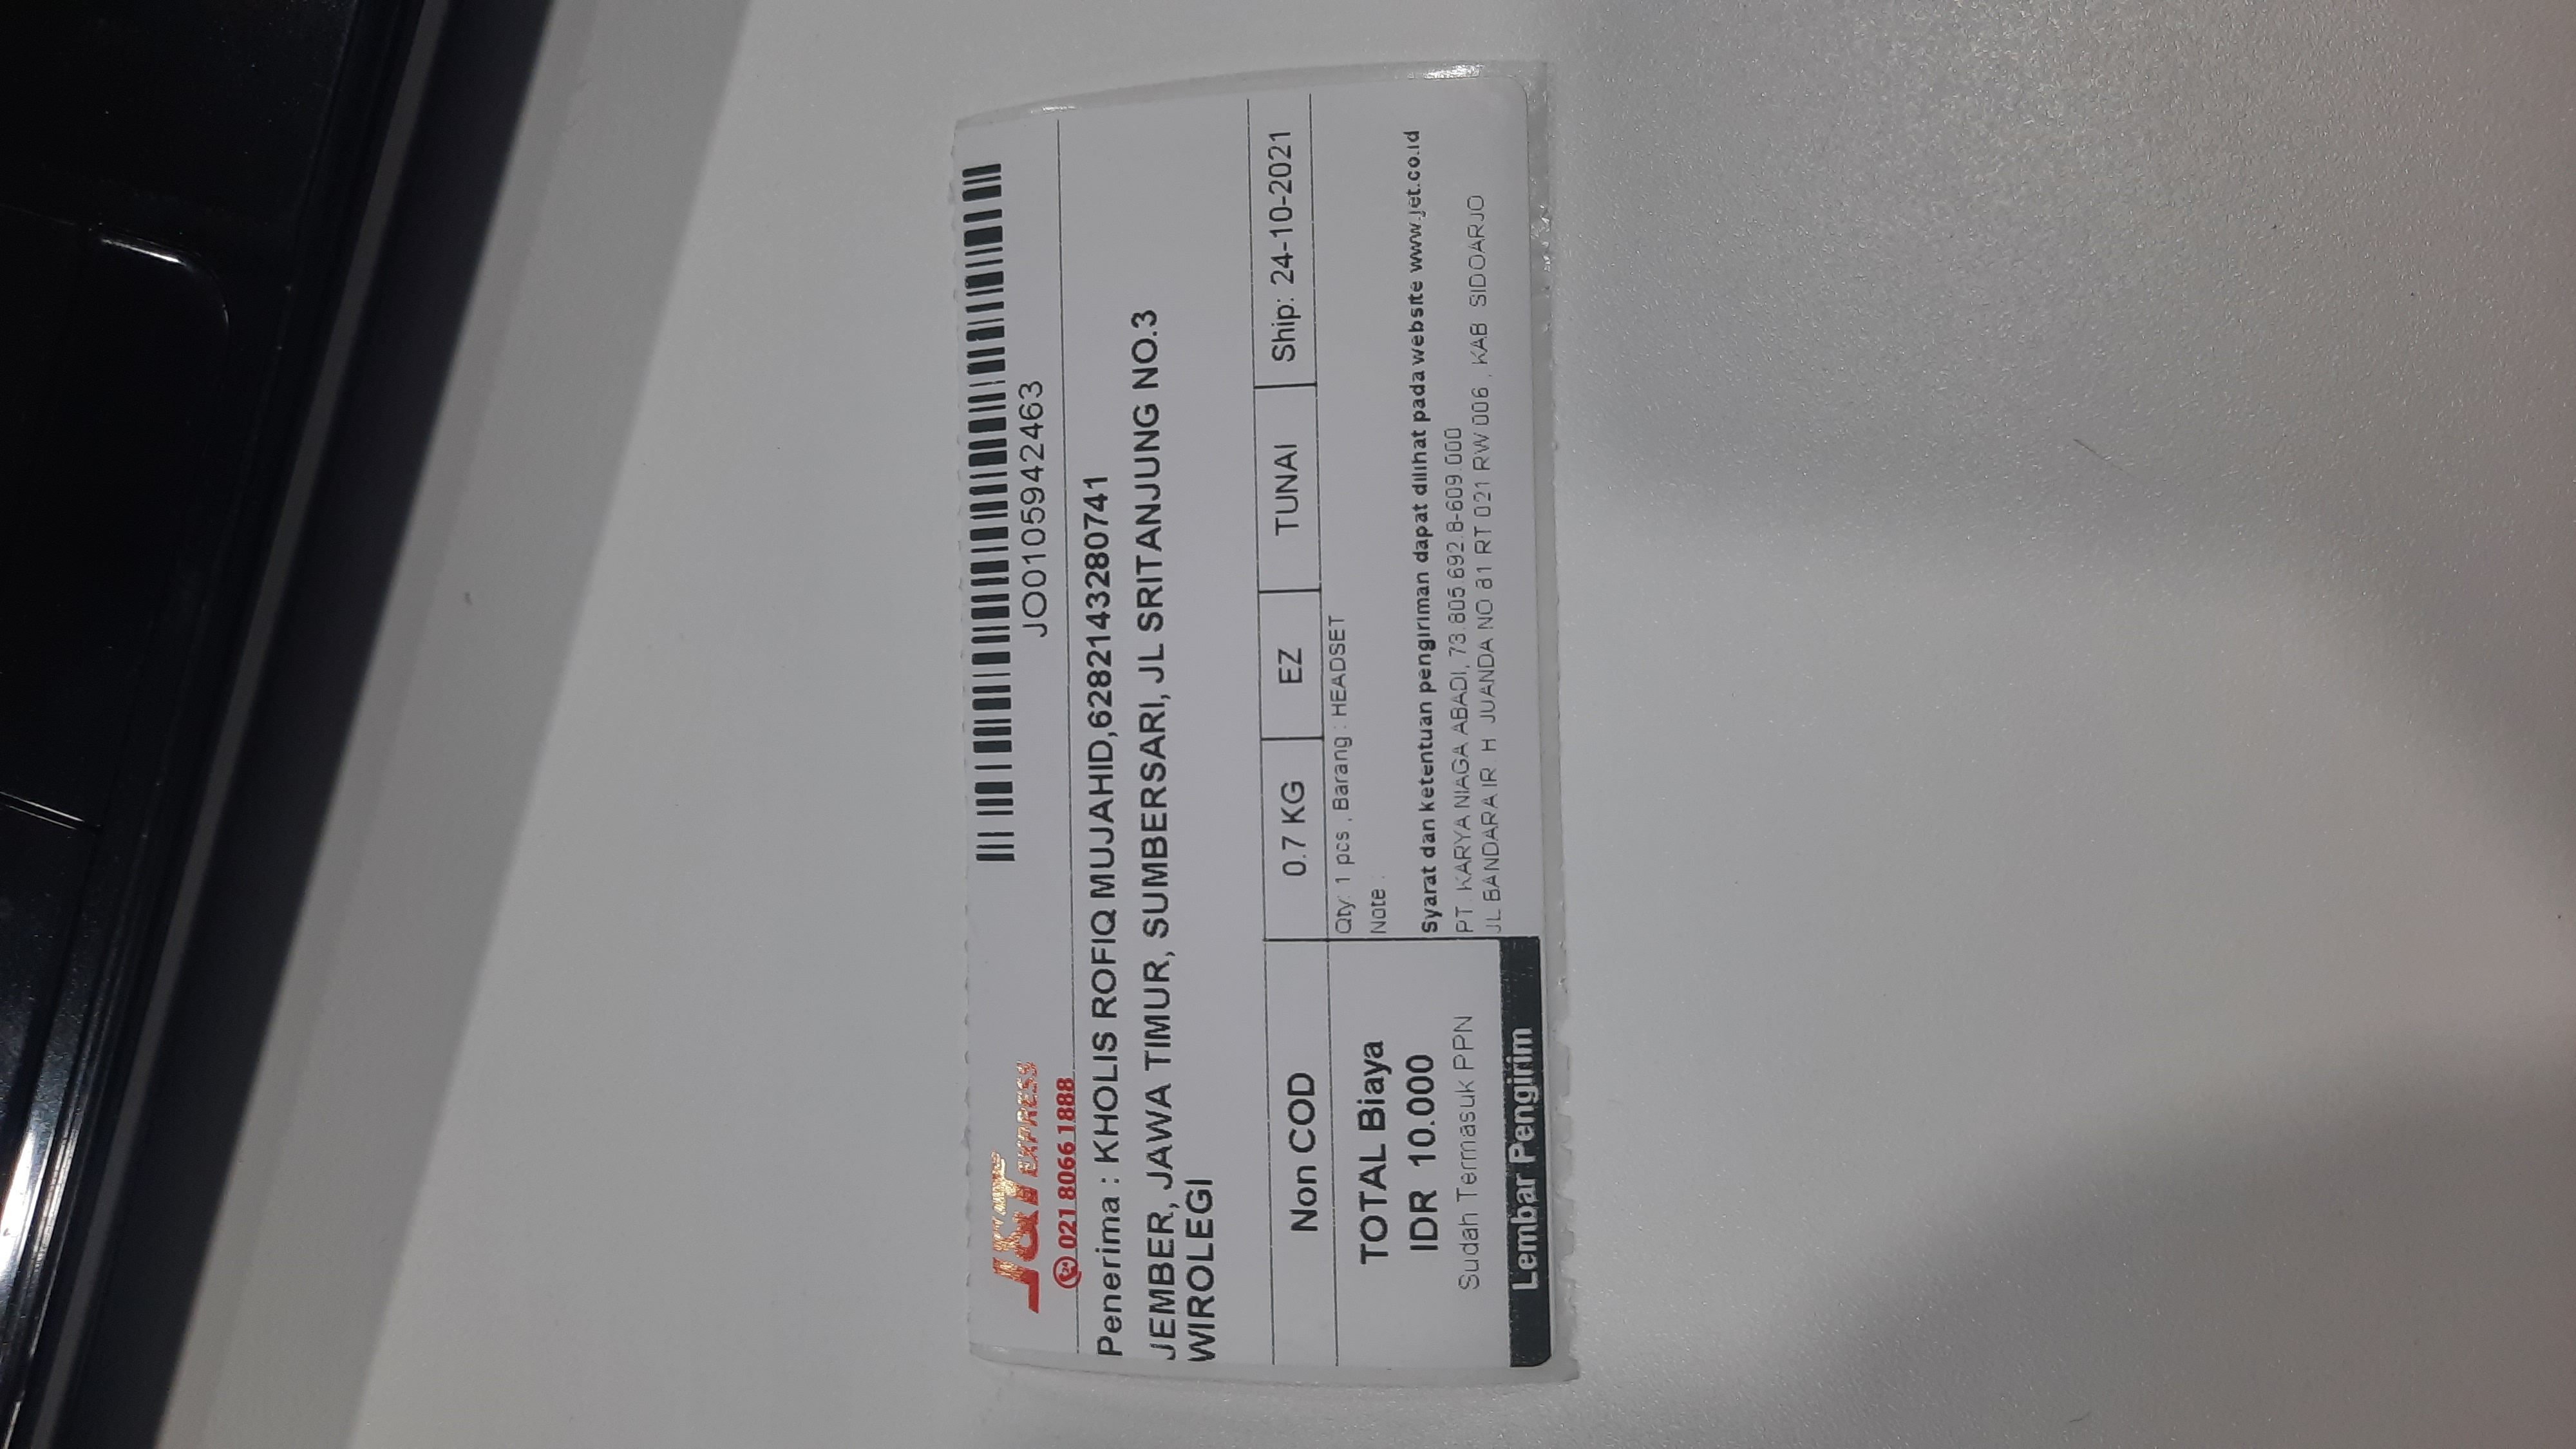 J&T EXPRESS
021 8066 1888
JO0105942463
Penerima : KHOLIS ROFIQ MUJAHID,6282143280741
JEMBER, JAWA TIMUR, SUMBERSARI, JL SRITANJUNG NO.3
WIROLEGI
Non COD
0.7 KG
EZ
TUNAI
Ship: 24-10-2021
TOTAL Biaya
IDR 10.000
Sudah Termasuk PPN
Lembar Pengirim
Qty: 1 pcs , Barang : HEADSET
Note :
Syarat dan ketentuan pengiriman dapat dilihat pada website www.jet.co.id
PT. KARYA NIAGA ABADI, 73.805.692.8-609.000
JL BANDARA IR. H. JUANDA NO 81 RT 021 RW 006 , KAB. SIDOARJO